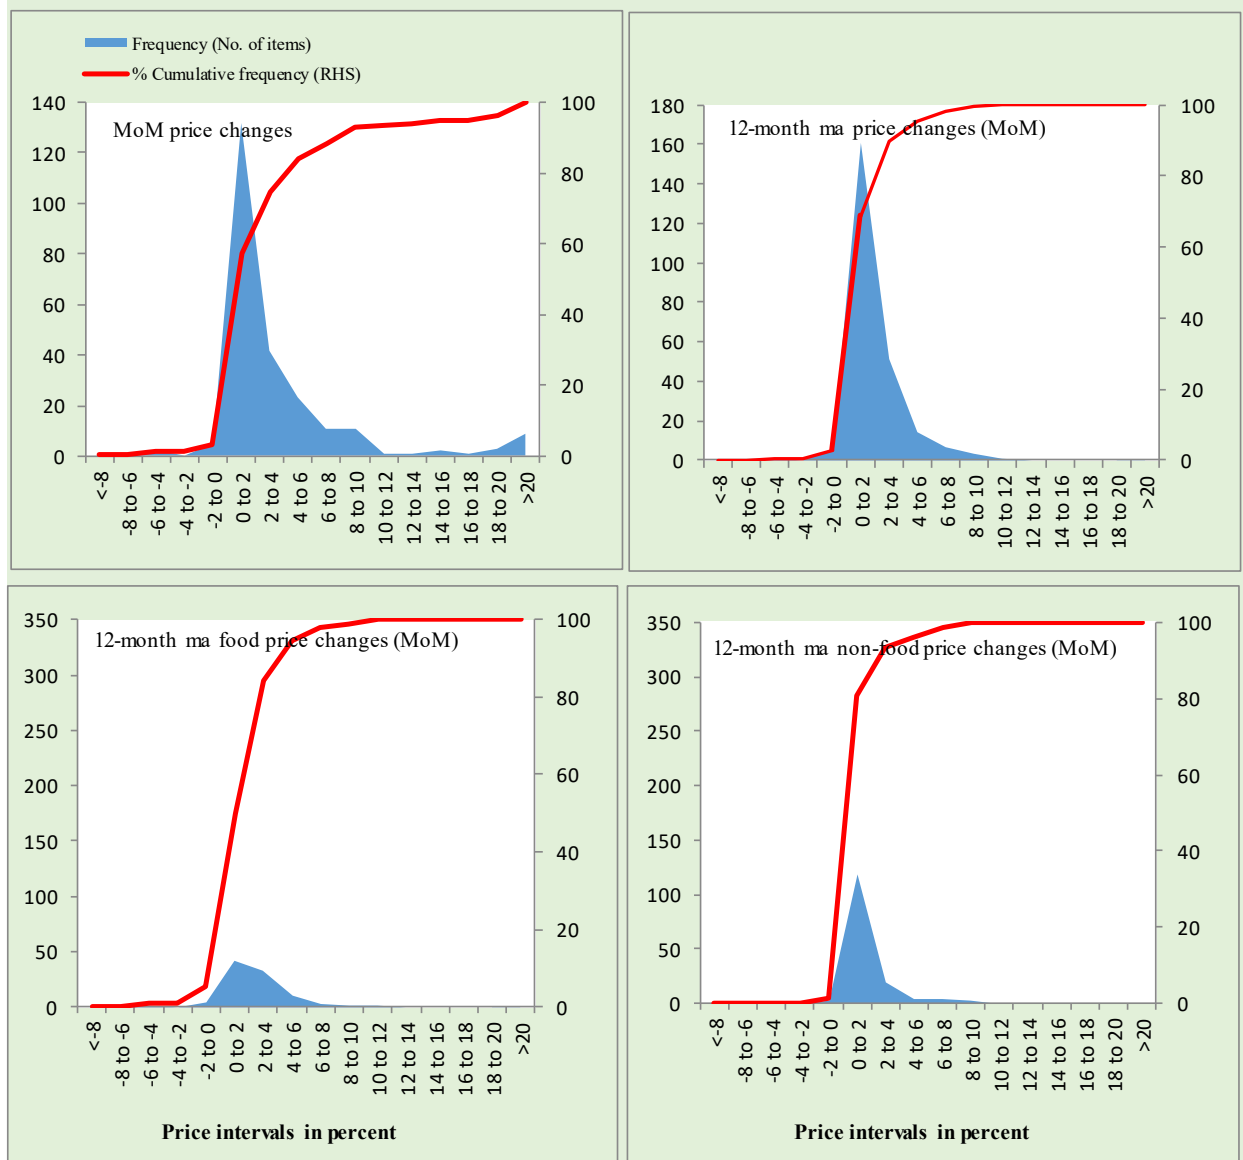 Frequency (No. of items)
% Cumulative frequency (RHS)
MoM price changes
140
120
100
80
60
40
20
0
100
80
60
40
20
0
<-8
-8 to -6
-6 to -4
-4 to -2
-2 to 0
0 to 2
2 to 4
4 to 6
6 to 8
8 to 10
10 to 12
12 to 14
14 to 16
16 to 18
18 to 20
>20
12-month ma price changes (MoM)
180
160
140
120
100
80
60
40
20
0
100
80
60
40
20
0
<-8
-8 to -6
-6 to -4
-4 to -2
-2 to 0
0 to 2
2 to 4
4 to 6
6 to 8
8 to 10
10 to 12
12 to 14
14 to 16
16 to 18
18 to 20
>20
12-month ma food price changes (MoM)
350
300
250
200
150
100
50
0
100
80
60
40
20
0
<-8
-8 to -6
-6 to -4
-4 to -2
-2 to 0
0 to 2
2 to 4
4 to 6
6 to 8
8 to 10
10 to 12
12 to 14
14 to 16
16 to 18
18 to 20
>20
Price intervals in percent
12-month ma non-food price changes (MoM)
350
300
250
200
150
100
50
0
100
80
60
40
20
0
<-8
-8 to -6
-6 to -4
-4 to -2
-2 to 0
0 to 2
2 to 4
4 to 6
6 to 8
8 to 10
10 to 12
12 to 14
14 to 16
16 to 18
18 to 20
>20
Price intervals in percent